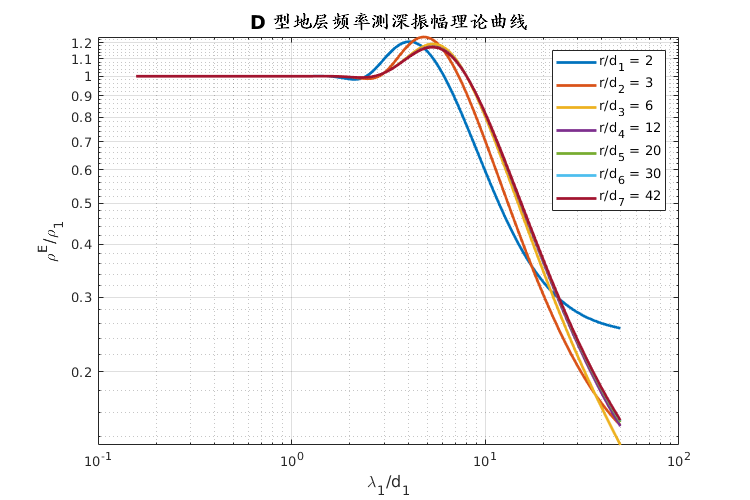 D 型地层频率测深振幅理论曲线
ρE/ρ1
1.2
1.1
1
0.9
0.8
0.7
0.6
0.5
0.4
0.3
0.2
r/d1 = 2
r/d2 = 3
r/d3 = 6
r/d4 = 12
r/d5 = 20
r/d6 = 30
r/d7 = 42
10-1 100 101 102
λ1/d1